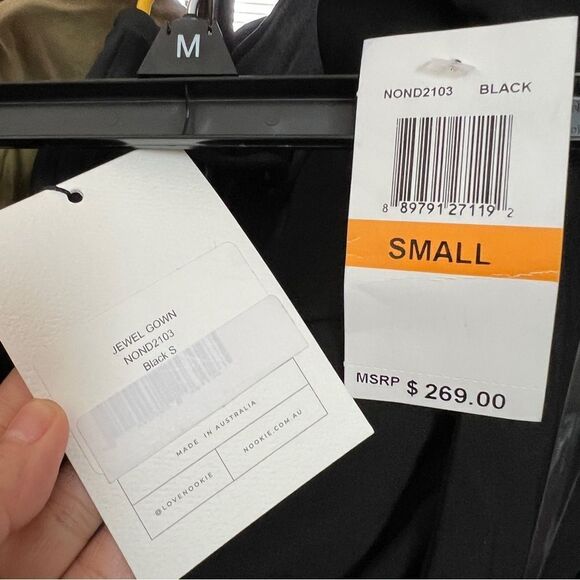 M
NOND2103 BLACK
8 89791 27119 2
SMALL
MSRP $ 269.00
JEWEL GOWN
NOND2103
Black S
MADE IN AUSTRALIA
@LOVENOOKIE
NOOKIE.COM.AU